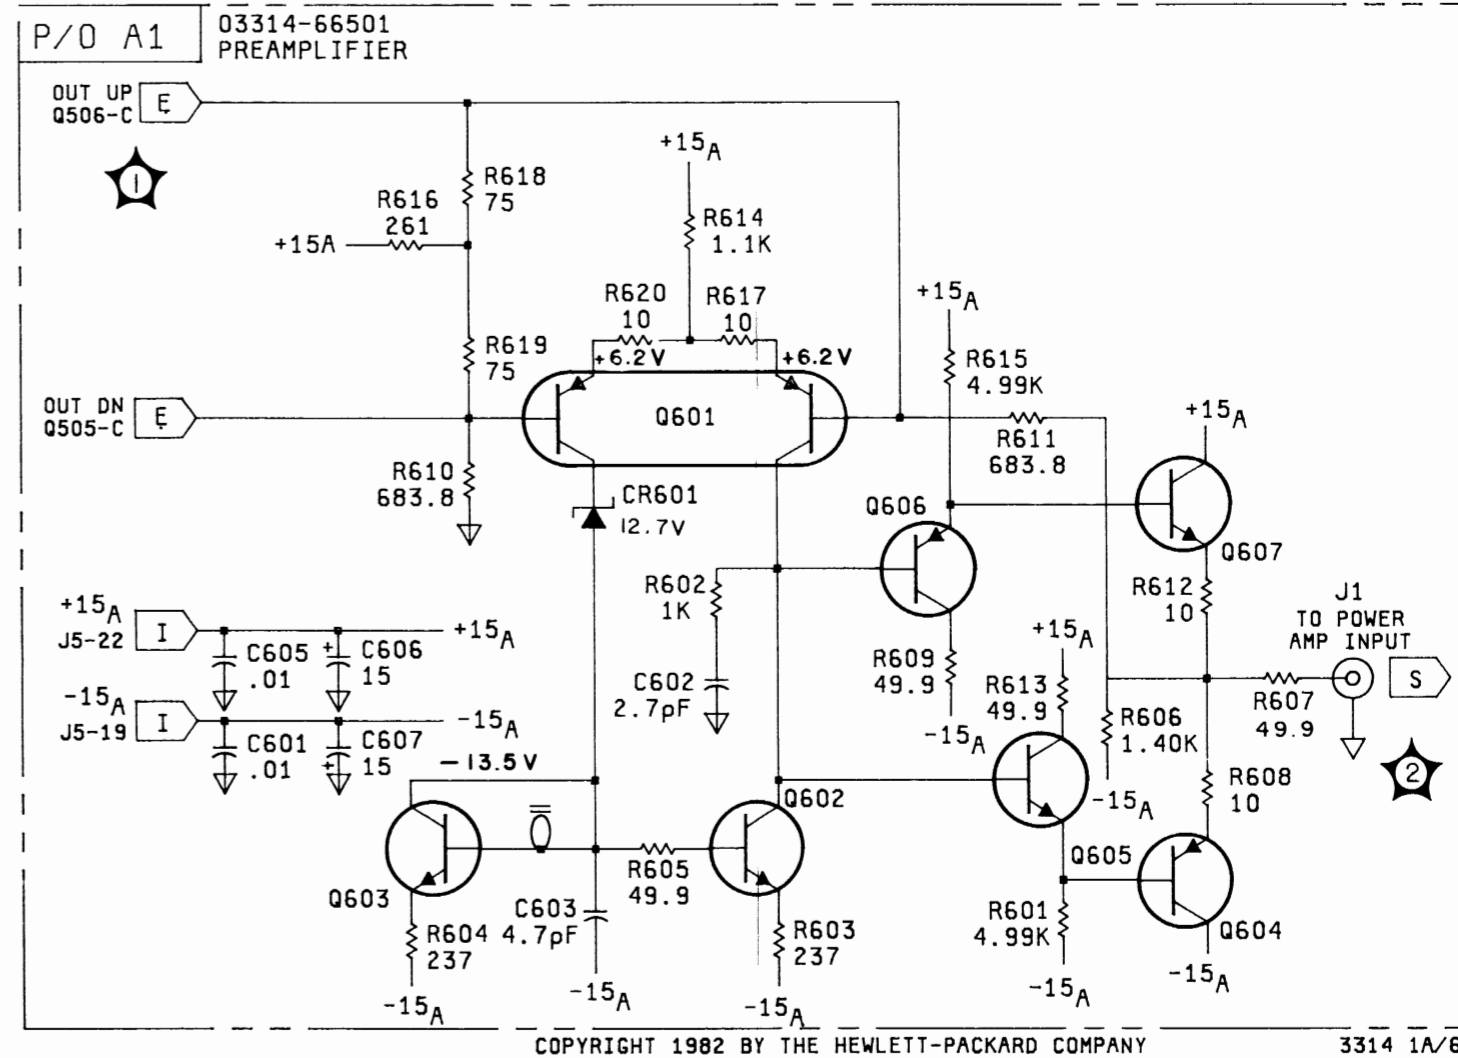 P/O A1
03314-66501
PREAMPLIFIER
OUT UP
Q506-C
E
1
+15A
R618
75
R616
261
+15A
R614
1.1K
R620
10
R617
10
+6.2V
+6.2V
R619
75
OUT DN
Q505-C
E
Q601
+15A
R615
4.99K
R611
683.8
+15A
R610
683.8
CR601
12.7V
Q606
Q607
R602
1K
R612
10
J1
TO POWER
AMP INPUT
+15A
J5-22
I
+15A
C605
.01
+
C606
15
R609
49.9
+15A
R613
49.9
C602
2.7pF
S
R607
49.9
-15A
J5-19
I
-15A
C601
.01
+
C607
15
-15A
R606
1.40K
2
-13.5V
R608
10
Q602
-15A
Q605
Q603
R605
49.9
C603
4.7pF
R604
237
R603
237
R601
4.99K
Q604
-15A
-15A
-15A
-15A
-15A
COPYRIGHT 1982 BY THE HEWLETT-PACKARD COMPANY
3314 1A/6